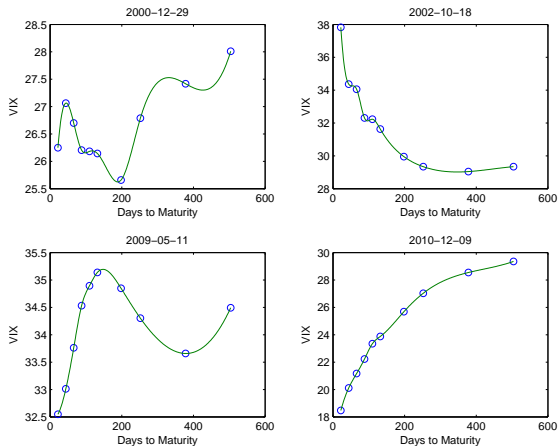 2000-12-29
28.5
28
27.5
27
26.5
26
25.5
VIX
0 200 400 600
Days to Maturity
2002-10-18
38
36
34
32
30
28
VIX
0 200 400 600
Days to Maturity
2009-05-11
35.5
35
34.5
34
33.5
33
32.5
VIX
0 200 400 600
Days to Maturity
2010-12-09
30
28
26
24
22
20
18
VIX
0 200 400 600
Days to Maturity